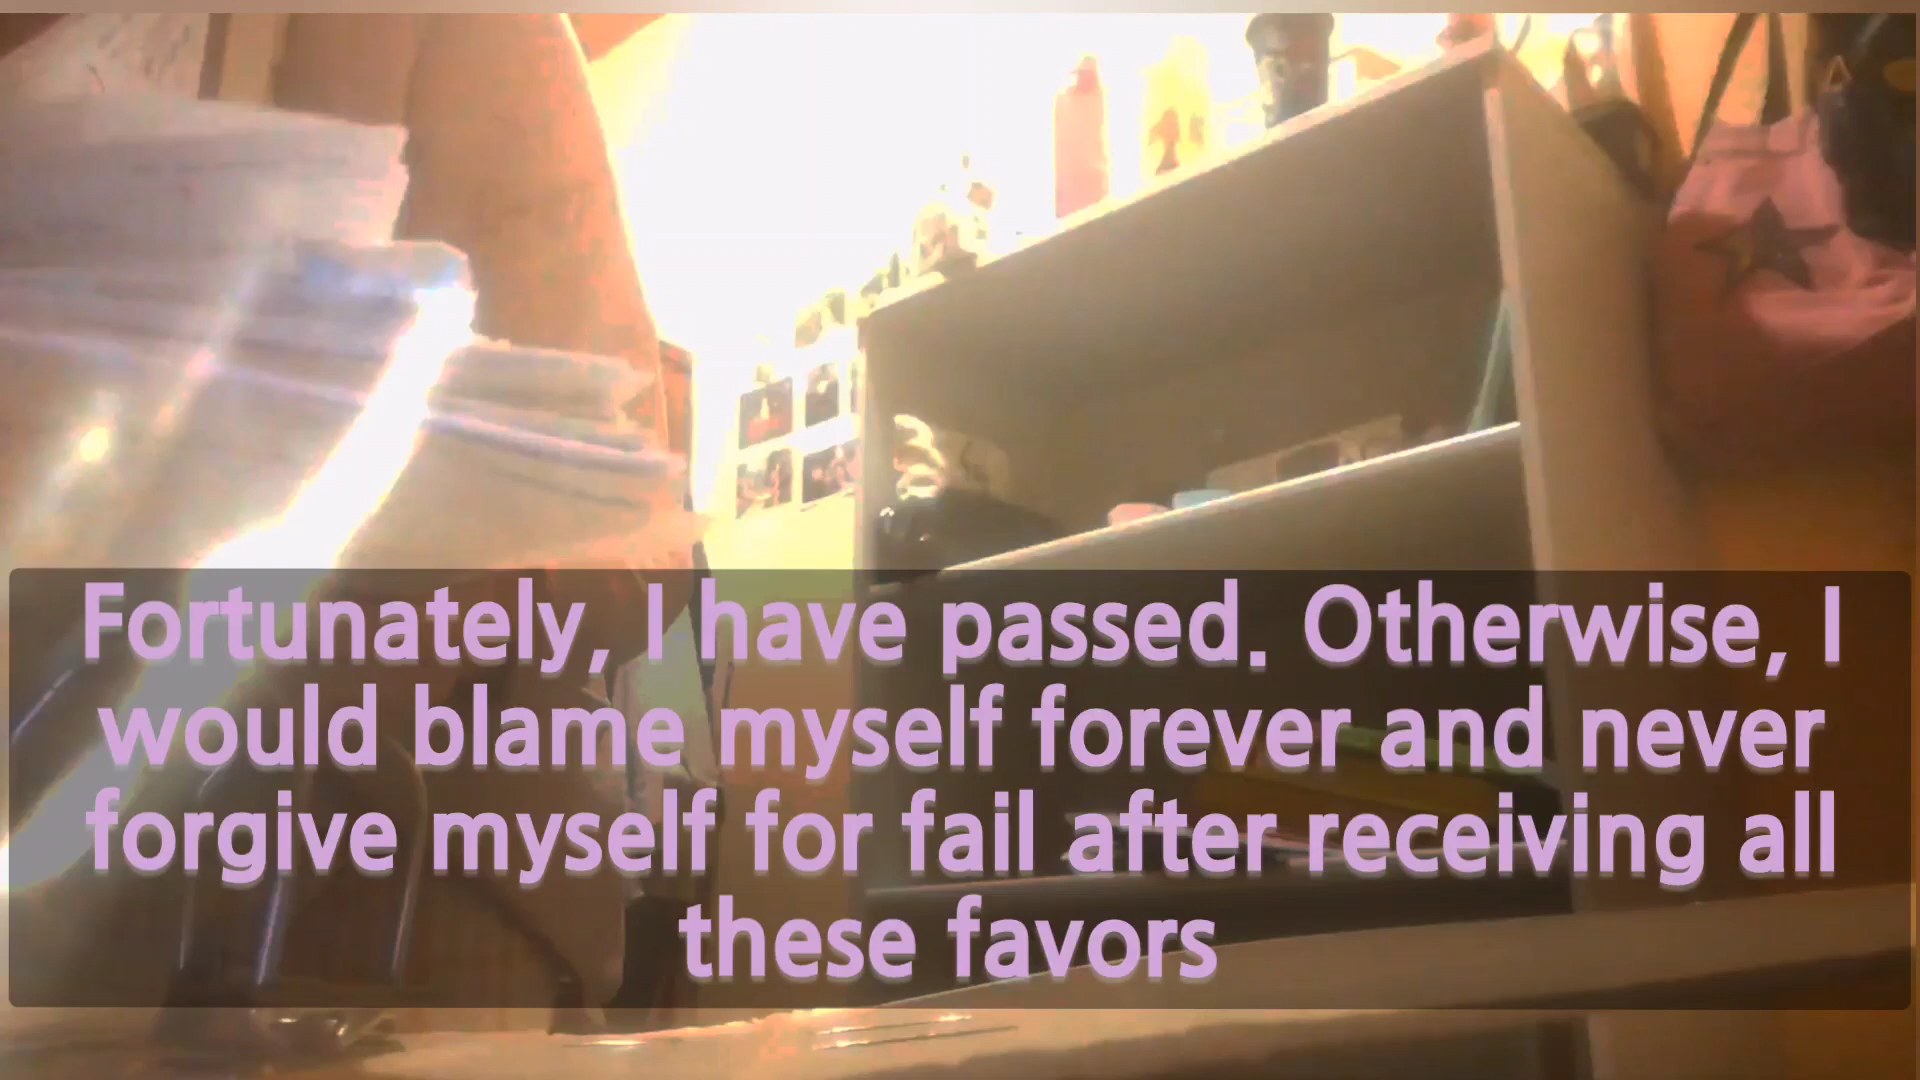 Fortunately, I have passed. Otherwise, I
would blame myself forever and never
forgive myself for fail after receiving all
these favors